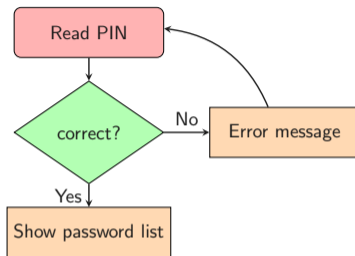 Read PIN
correct?
No
Error message
Yes
Show password list